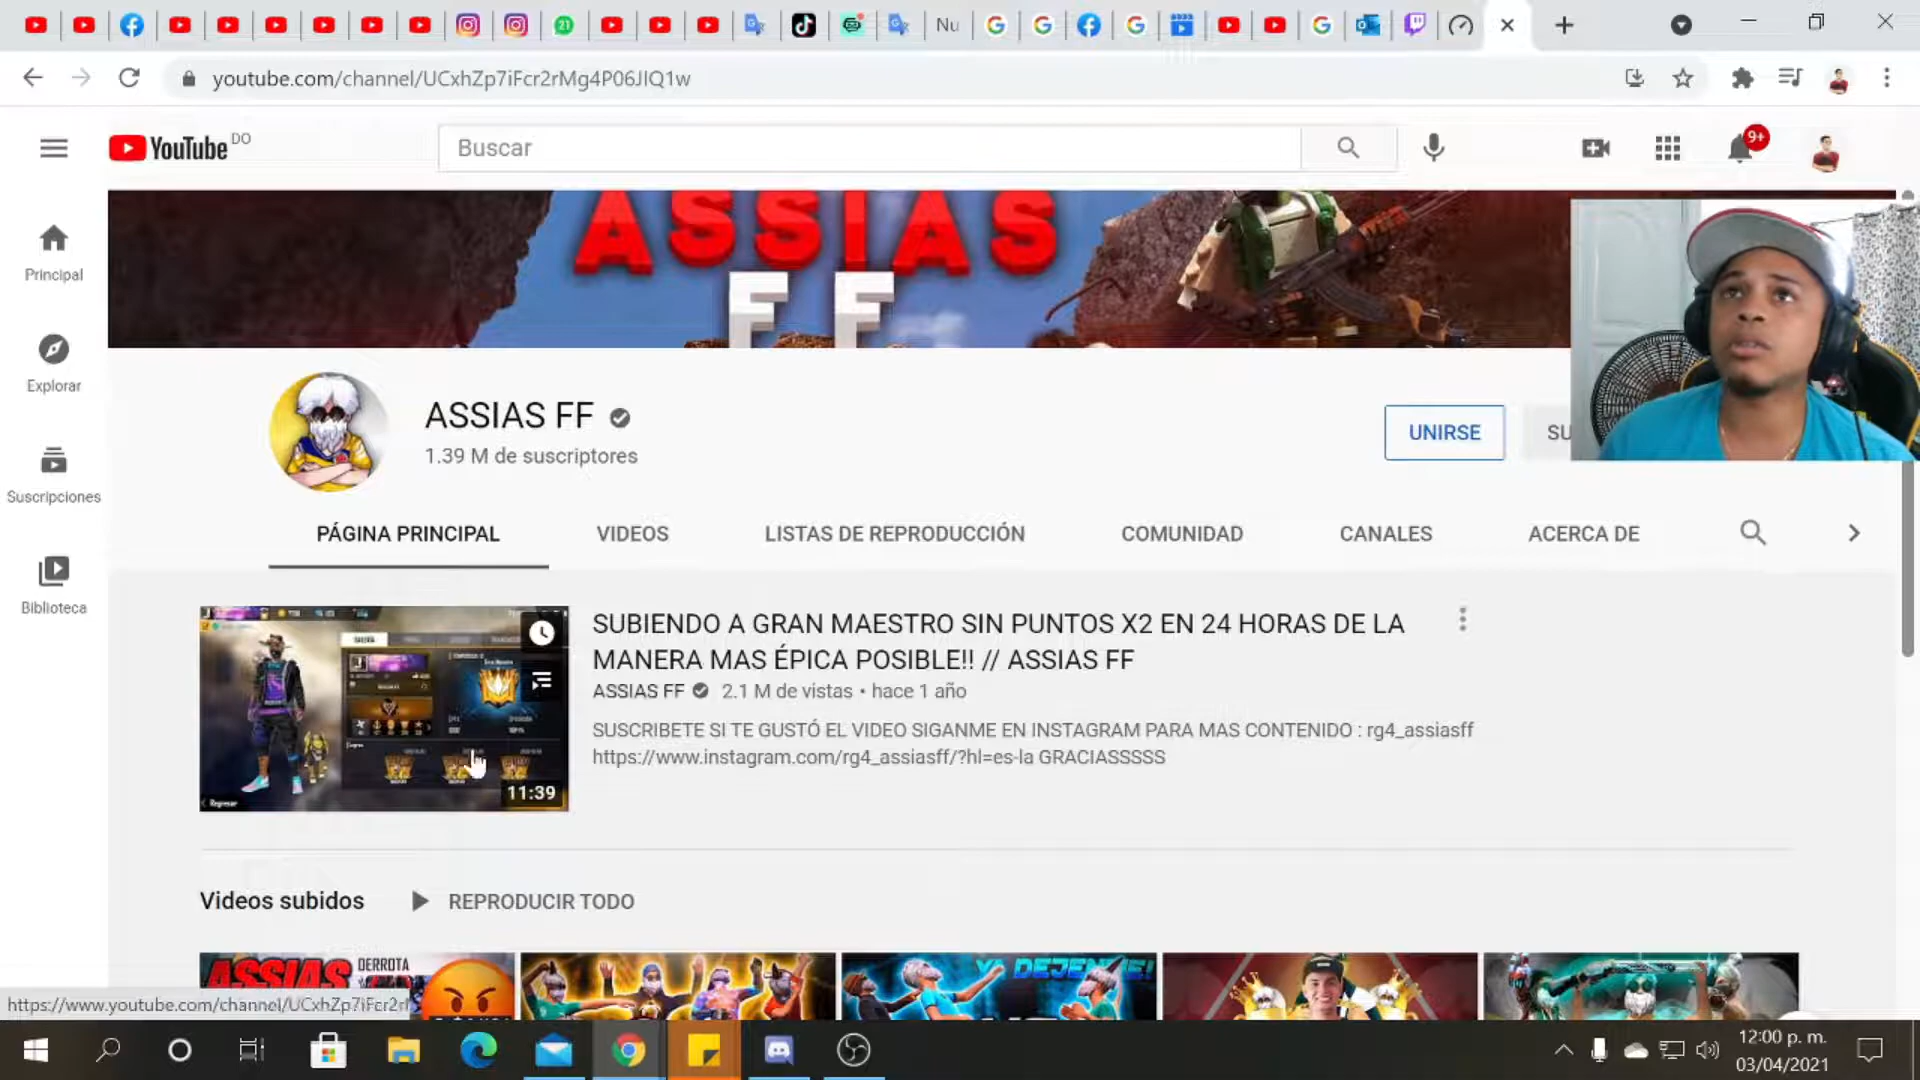 21
Nu
youtube.com/channel/UCxhZp7iFcr2rMg4P06JIQ1w
YouTube DO
Buscar
9+
ASSIAS
FF
Principal
Explorar
Suscripciones
Biblioteca
ASSIAS FF
1.39 M de suscriptores
UNIRSE
SU
PÁGINA PRINCIPAL
VIDEOS
LISTAS DE REPRODUCCIÓN
COMUNIDAD
CANALES
ACERCA DE
SUBIENDO A GRAN MAESTRO SIN PUNTOS X2 EN 24 HORAS DE LA
MANERA MAS ÉPICA POSIBLE!! // ASSIAS FF
ASSIAS FF 2.1 M de vistas • hace 1 año
SUSCRIBETE SI TE GUSTÓ EL VIDEO SIGANME EN INSTAGRAM PARA MAS CONTENIDO : rg4_assiasff
https://www.instagram.com/rg4_assiasff/?hl=es-la GRACIASSSSS
Regresar
11:39
Videos subidos
REPRODUCIR TODO
ASSIAS DERROTA
YA DEJENME!
https://www.youtube.com/channel/UCxhZp7iFcr2rl
12:00 p. m.
03/04/2021